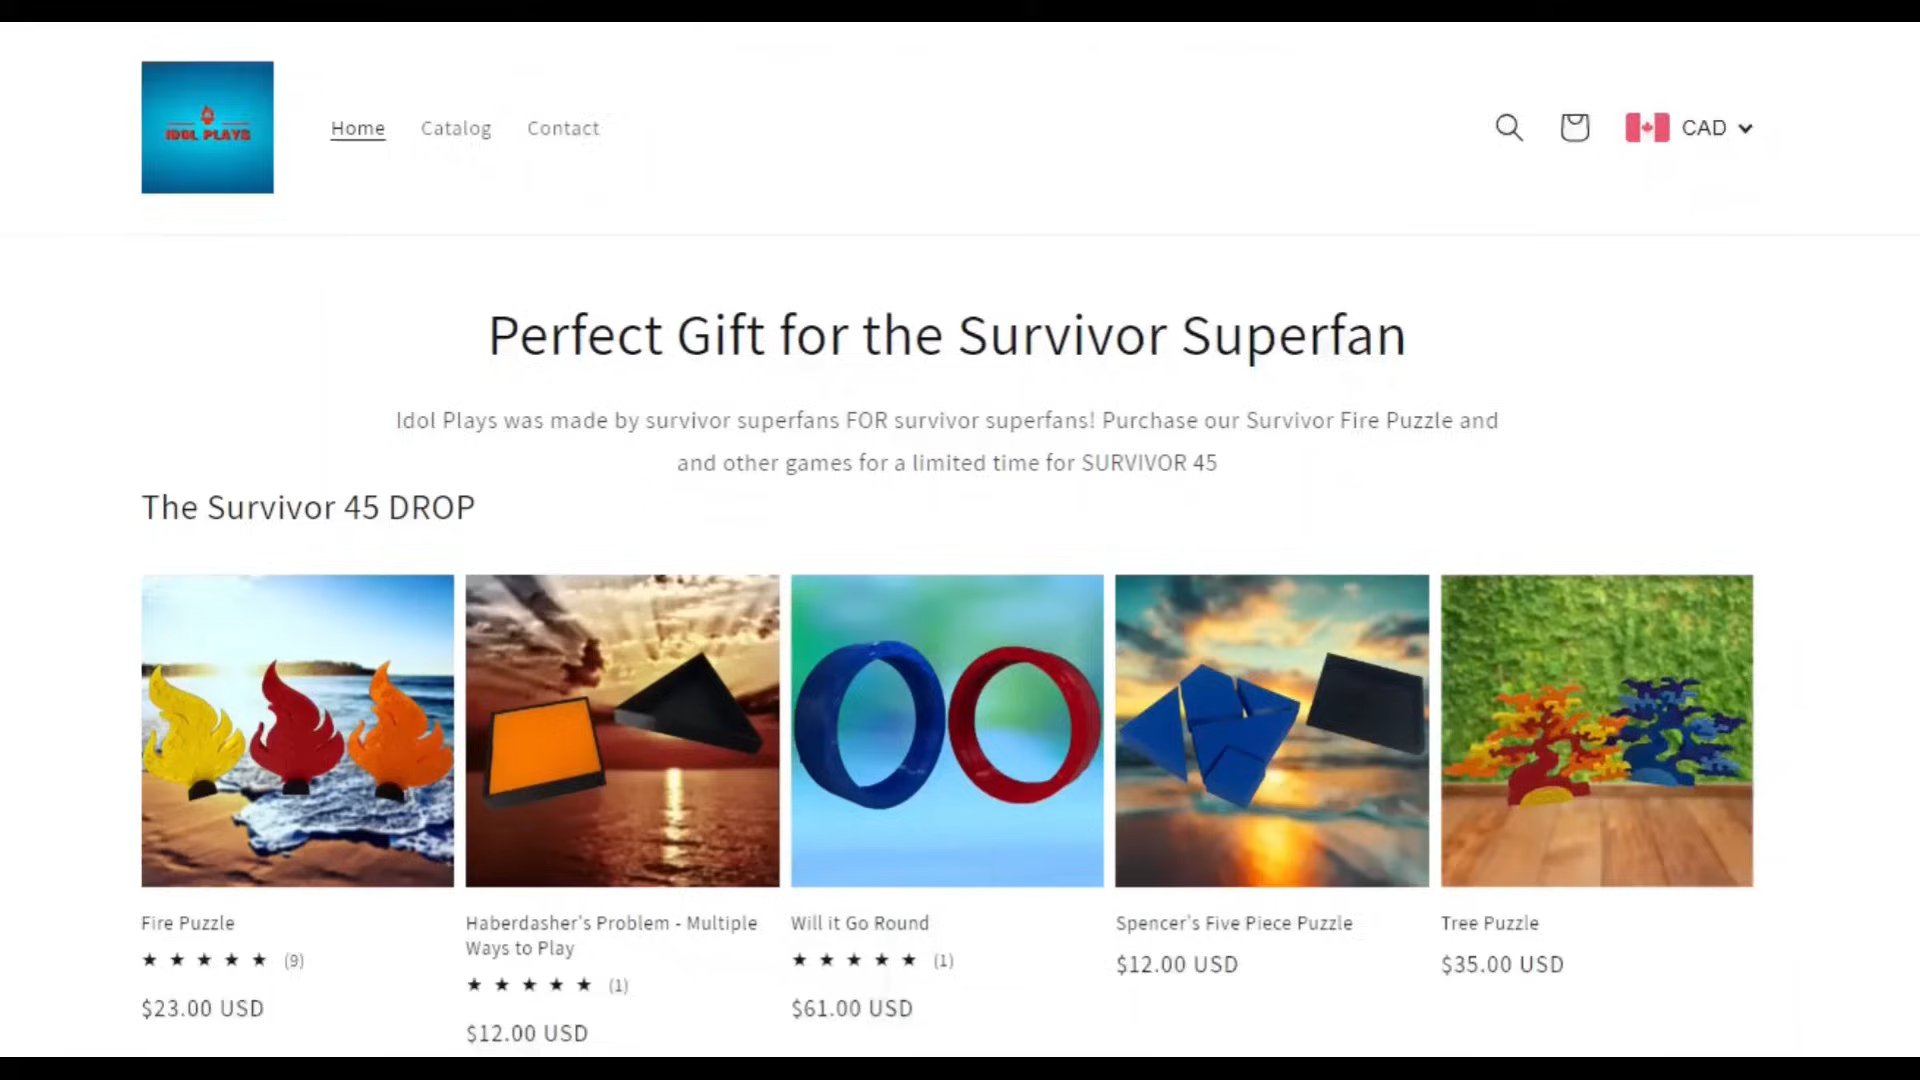 IDOL PLAYS
Home
Catalog
Contact
CAD
Perfect Gift for the Survivor Superfan
Idol Plays was made by survivor superfans FOR survivor superfans! Purchase our Survivor Fire Puzzle and
and other games for a limited time for SURVIVOR 45
The Survivor 45 DROP
Fire Puzzle
★ ★ ★ ★ ★ (9)
$23.00 USD
Haberdasher's Problem - Multiple
Ways to Play
★ ★ ★ ★ ★ (1)
$12.00 USD
Will it Go Round
★ ★ ★ ★ ★ (1)
$61.00 USD
Spencer's Five Piece Puzzle
$12.00 USD
Tree Puzzle
$35.00 USD